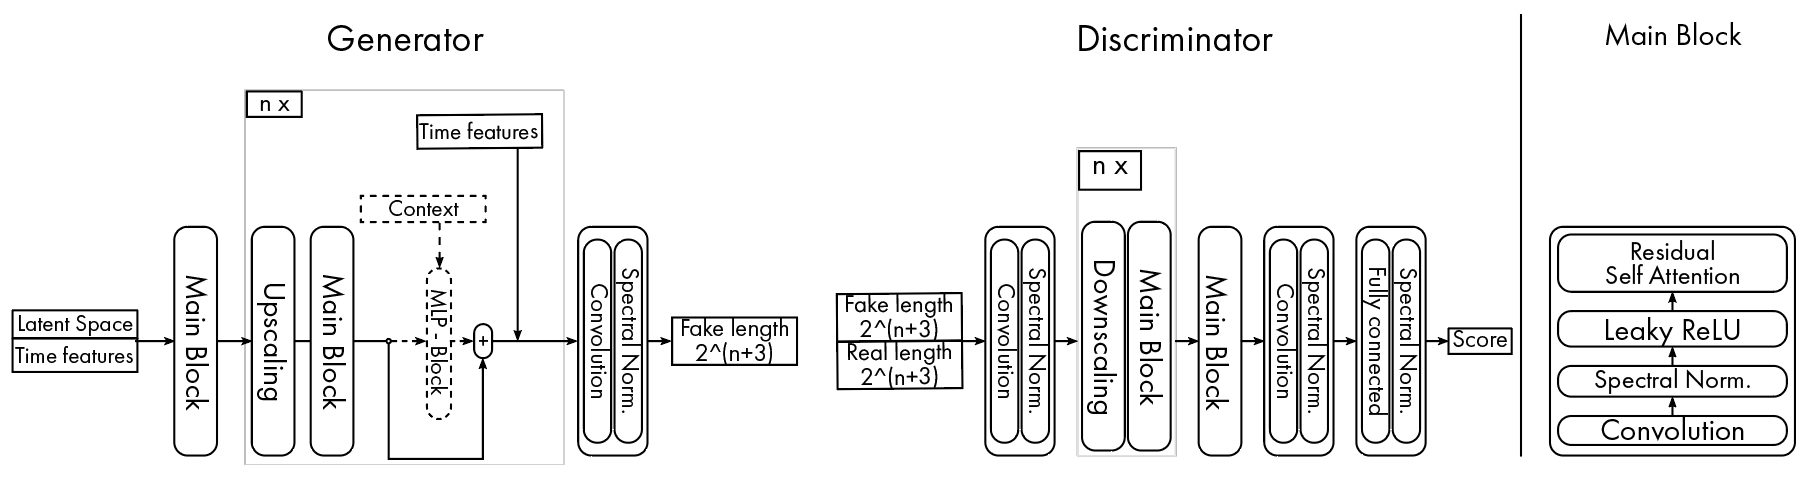 Generator
n x
Time features
Context
Latent Space
Time features
Main Block
Upscaling
Main Block
MLP - Block
+
Convolution
Spectral Norm.
Fake length
2^(n+3)
Discriminator
n x
Fake length
2^(n+3)
Real length
2^(n+3)
Convolution
Spectral Norm.
Downscaling
Main Block
Main Block
Convolution
Spectral Norm.
Fully connected
Spectral Norm.
Score
Main Block
Residual
Self Attention
Leaky ReLU
Spectral Norm.
Convolution